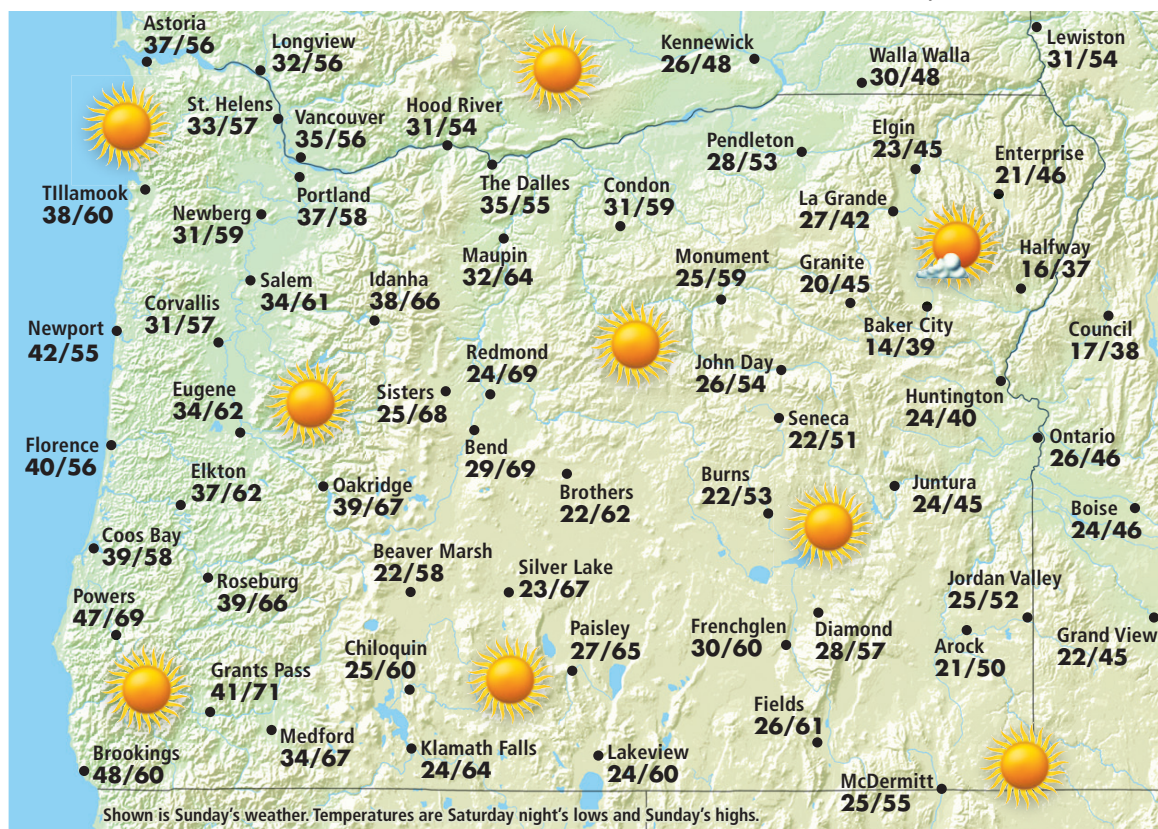 Astoria
37/56
Longview
32/56
Kennewick
26/48
Walla Walla
30/48
Lewiston
31/54
St. Helens
33/57
Vancouver
35/56
Hood River
31/54
Pendleton
28/53
Elgin
23/45
Enterprise
21/46
TIllamook
38/60
Portland
37/58
Newberg
31/59
The Dalles
35/55
Condon
31/59
La Grande
27/42
Maupin
32/64
Monument
25/59
Granite
20/45
Halfway
16/37
Salem
34/61
Idanha
38/66
Corvallis
31/57
Newport
42/55
Baker City
14/39
Council
17/38
Redmond
24/69
John Day
26/54
Sisters
25/68
Huntington
24/40
Eugene
34/62
Seneca
22/51
Florence
40/56
Bend
29/69
Ontario
26/46
Elkton
37/62
Oakridge
39/67
Brothers
22/62
Burns
22/53
Juntura
24/45
Boise
24/46
Coos Bay
39/58
Beaver Marsh
22/58
Silver Lake
23/67
Roseburg
39/66
Jordan Valley
25/52
Powers
47/69
Paisley
27/65
Frenchglen
30/60
Diamond
28/57
Arock
21/50
Grand View
22/45
Chiloquin
25/60
Grants Pass
41/71
Fields
26/61
Medford
34/67
Klamath Falls
24/64
Lakeview
24/60
Brookings
48/60
McDermitt
25/55
Shown is Sunday's weather. Temperatures are Saturday night's lows and Sunday's highs.